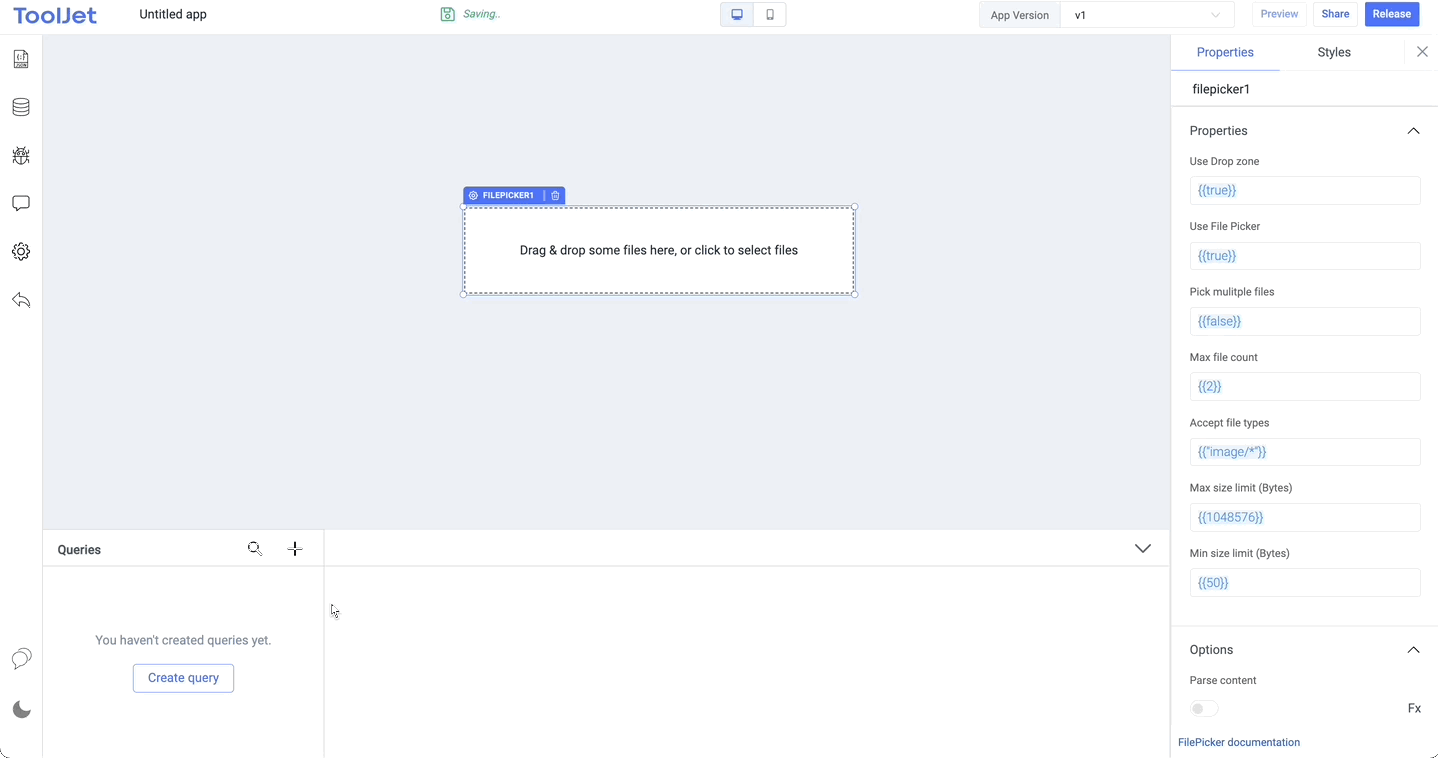 ToolJet
Untitled app
Saving..
App Version
v1
Preview
Share
Release
{;}
JSON
FILEPICKER1
Drag & drop some files here, or click to select files
Queries
You haven't created queries yet.
Create query
Properties
Styles
filepicker1
Properties
Use Drop zone
{{true}}
Use File Picker
{{true}}
Pick mulitple files
{{false}}
Max file count
{{2}}
Accept file types
{{"image/*"}}
Max size limit (Bytes)
{{1048576}}
Min size limit (Bytes)
{{50}}
Options
Parse content
Fx
FilePicker documentation